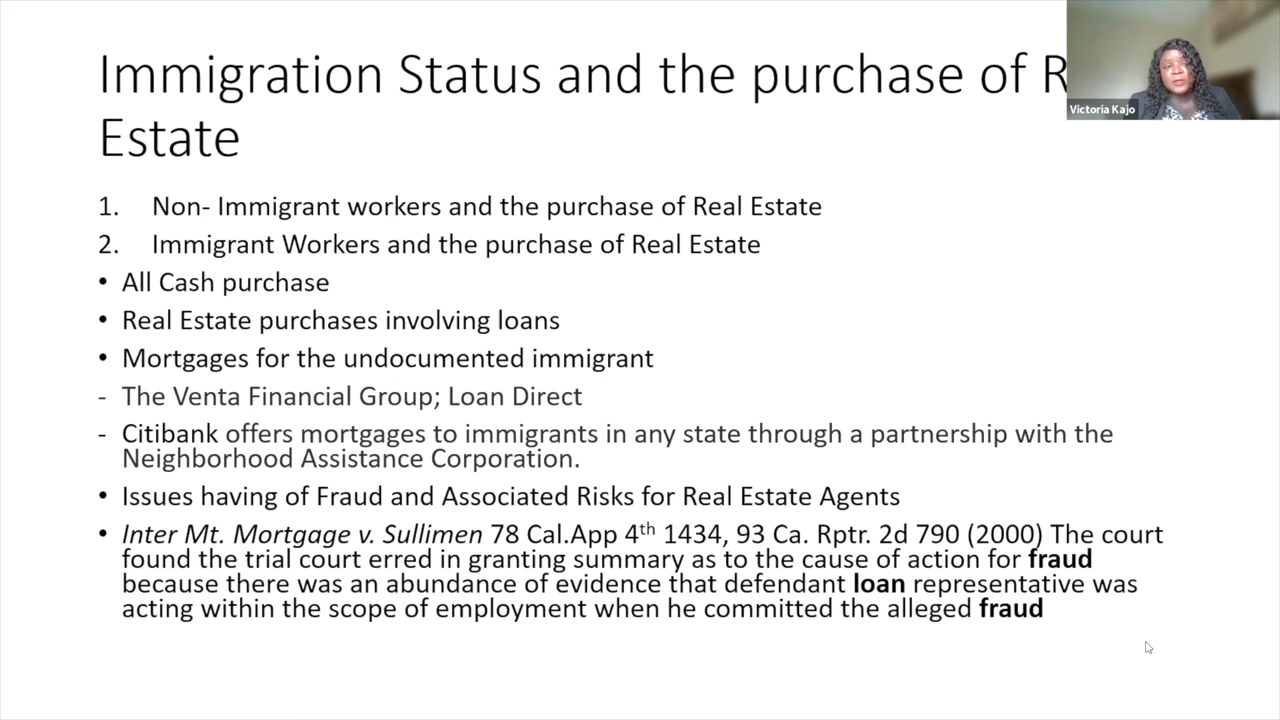 Immigration Status and the purchase of R
Estate
Victoria Kajo
1. Non- Immigrant workers and the purchase of Real Estate
2. Immigrant Workers and the purchase of Real Estate
• All Cash purchase
• Real Estate purchases involving loans
• Mortgages for the undocumented immigrant
- The Venta Financial Group; Loan Direct
- Citibank offers mortgages to immigrants in any state through a partnership with the
Neighborhood Assistance Corporation.
• Issues having of Fraud and Associated Risks for Real Estate Agents
• Inter Mt. Mortgage v. Sullimen 78 Cal.App 4th 1434, 93 Ca. Rptr. 2d 790 (2000) The court
found the trial court erred in granting summary as to the cause of action for fraud
because there was an abundance of evidence that defendant loan representative was
acting within the scope of employment when he committed the alleged fraud